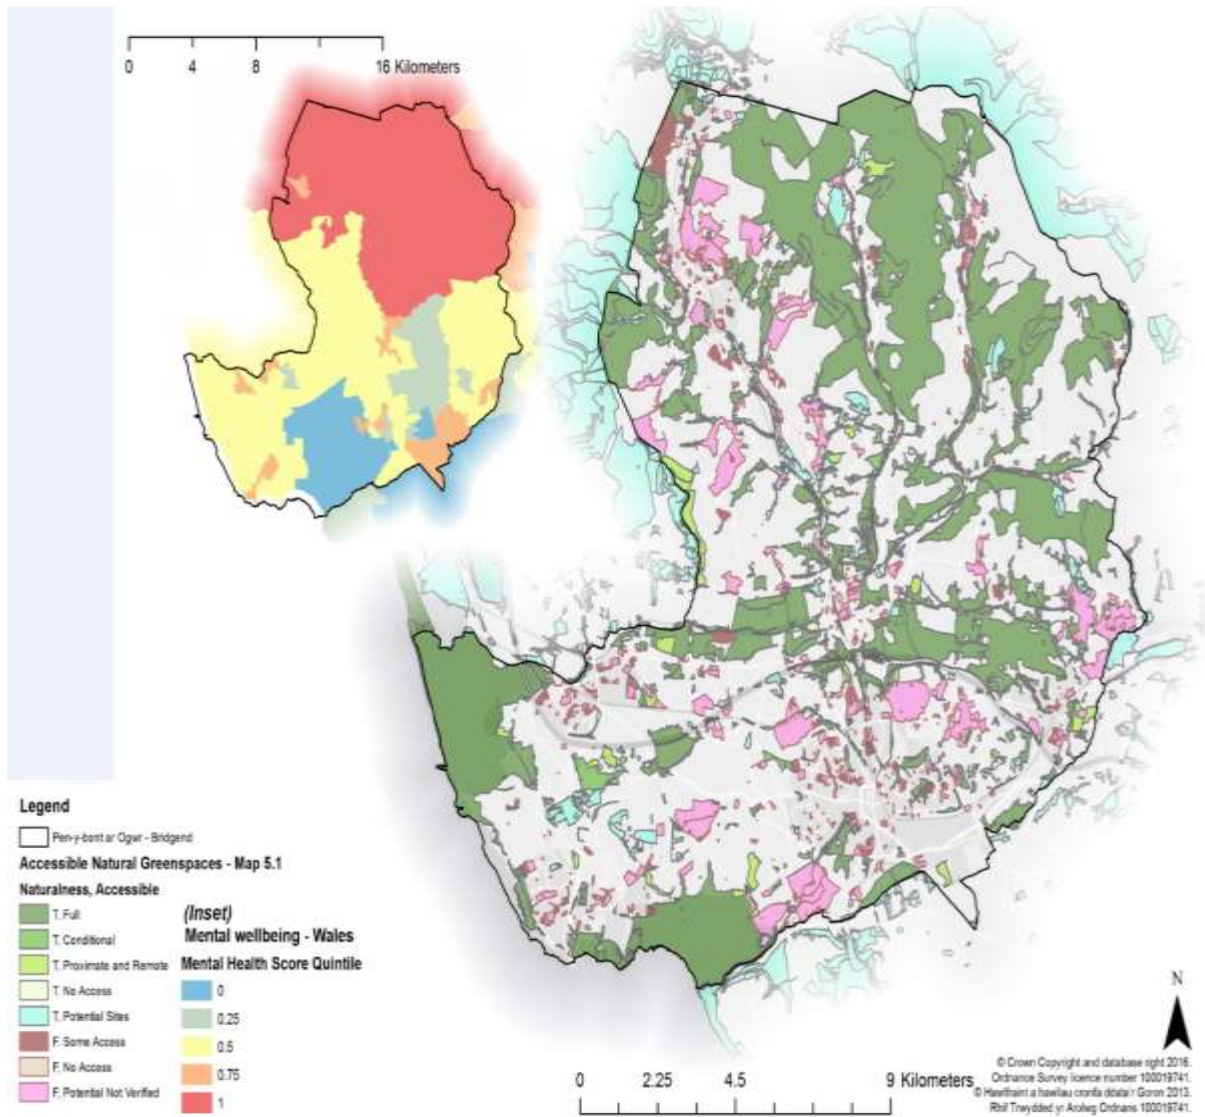 0 4 8 16 Kilometers
Legend
Pen-y-bont ar Ogwr - Bridgend
Accessible Natural Greenspaces - Map 5.1
Naturalness, Accessible
T. Full
T. Conditional
T. Proximate and Remote
T. No Access
T. Potential Sites
F. Some Access
F. No Access
F. Potential Not Verified
(Inset)
Mental wellbeing - Wales
Mental Health Score Quintile
0
0.25
0.5
0.75
1
0 2.25 4.5 9 Kilometers
N
© Crown Copyright and database right 2016.
Ordnance Survey licence number 100019741.
© Hawlfraint a hawliau cronfa ddata'r Goron 2013.
Rhif Trwydded yr Arolwg Ordnans 100019741.